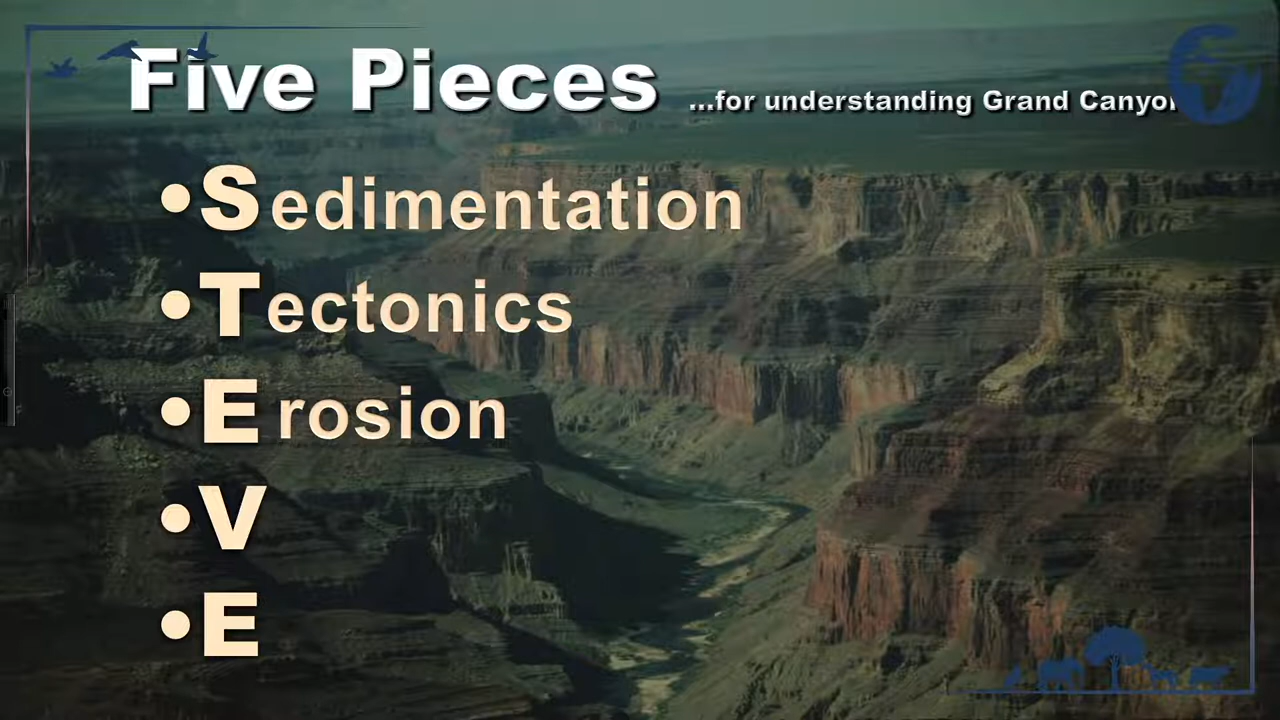 Five Pieces ...for understanding Grand Canyon
•Sedimentation
•Tectonics
•Erosion
•V
•E